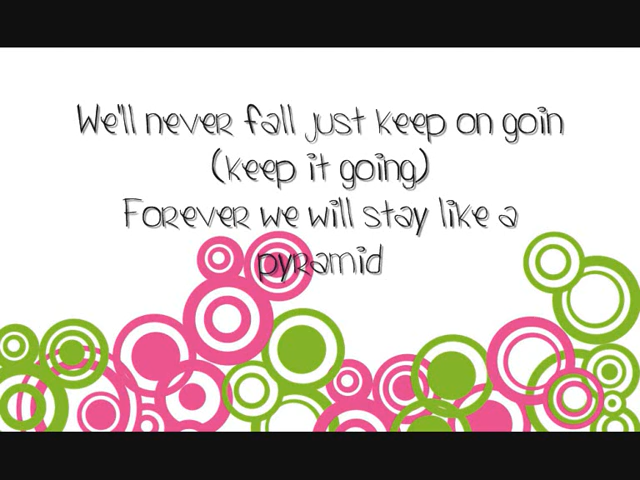 We'll never fall just keep on goin
(keep it going)
Forever we will stay like a
pyramid